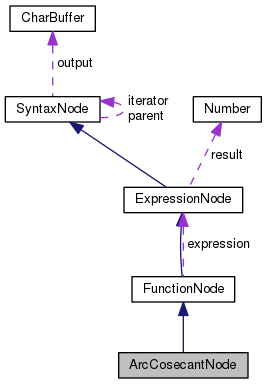 CharBuffer
output
SyntaxNode
iterator
parent
Number
result
ExpressionNode
expression
FunctionNode
ArcCosecantNode